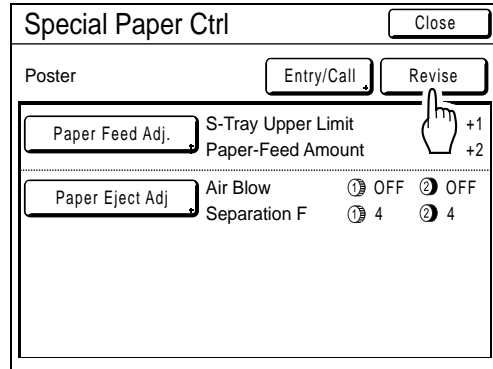 Special Paper Ctrl Close
Poster Entry/Call Revise
Paper Feed Adj. S-Tray Upper Limit +1
Paper-Feed Amount +2
Paper Eject Adj Air Blow ① OFF ② OFF
Separation F ① 4 ② 4